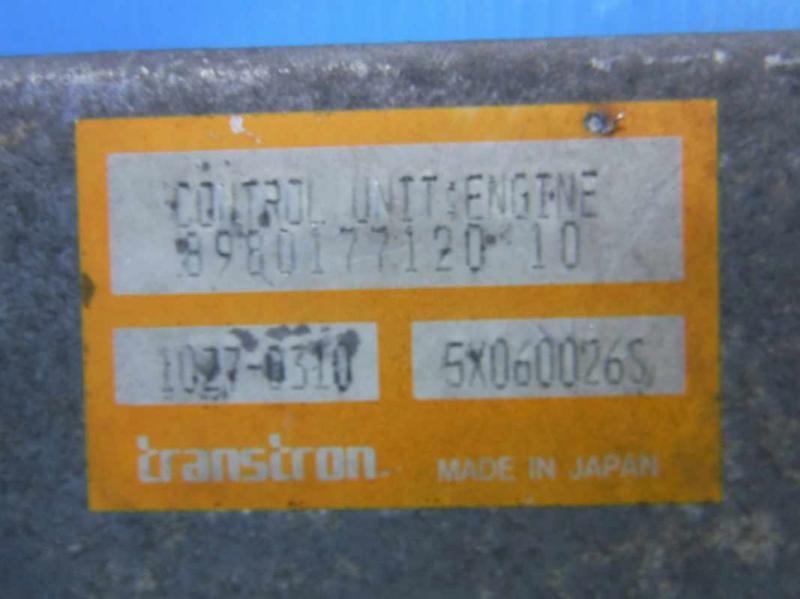 CONTROL UNIT:ENGINE
8980177120 10
1027-0310
5X060026S
transtron
MADE IN JAPAN